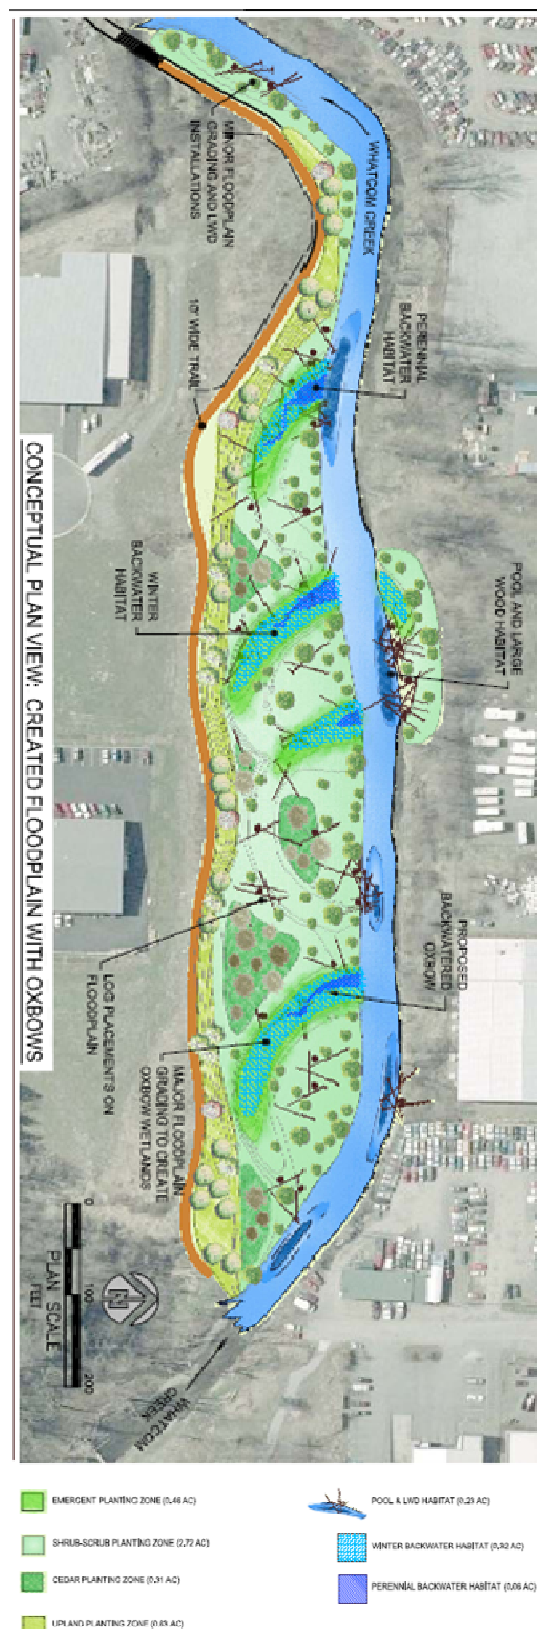 WHATCOM CREEK
MINOR FLOODPLAIN
GRADING AND LWD
INSTALLATIONS
PERENNIAL
BACKWATER
HABITAT
10' WIDE TRAIL
POOL AND LARGE
WOOD HABITAT
WINTER
BACKWATER
HABITAT
PROPOSED
BACKWATERED
OXBOW
LOG PLACEMENTS ON
FLOODPLAIN
MAJOR FLOODPLAIN
GRADING TO CREATE
OXBOW WETLANDS
CONCEPTUAL PLAN VIEW: CREATED FLOODPLAIN WITH OXBOWS
0
100
200
FEET
PLAN SCALE
N
WHATCOM
CREEK
EMERGENT PLANTING ZONE (0.46 AC)
POOL & LWD HABITAT (0.23 AC)
SHRUB-SCRUB PLANTING ZONE (2.72 AC)
WINTER BACKWATER HABITAT (0.32 AC)
CEDAR PLANTING ZONE (0.31 AC)
PERENNIAL BACKWATER HABITAT (0.06 AC)
UPLAND PLANTING ZONE (0.83 AC)